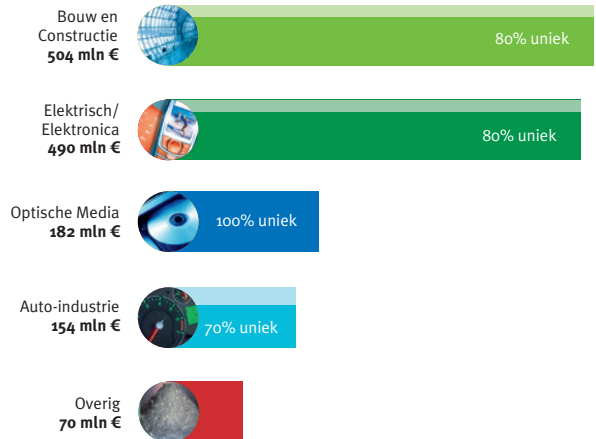 Bouw en
Constructie
504 mln €
80% uniek
Elektrisch/
Elektronica
490 mln €
80% uniek
Optische Media
182 mln €
100% uniek
Auto-industrie
154 mln €
70% uniek
Overig
70 mln €